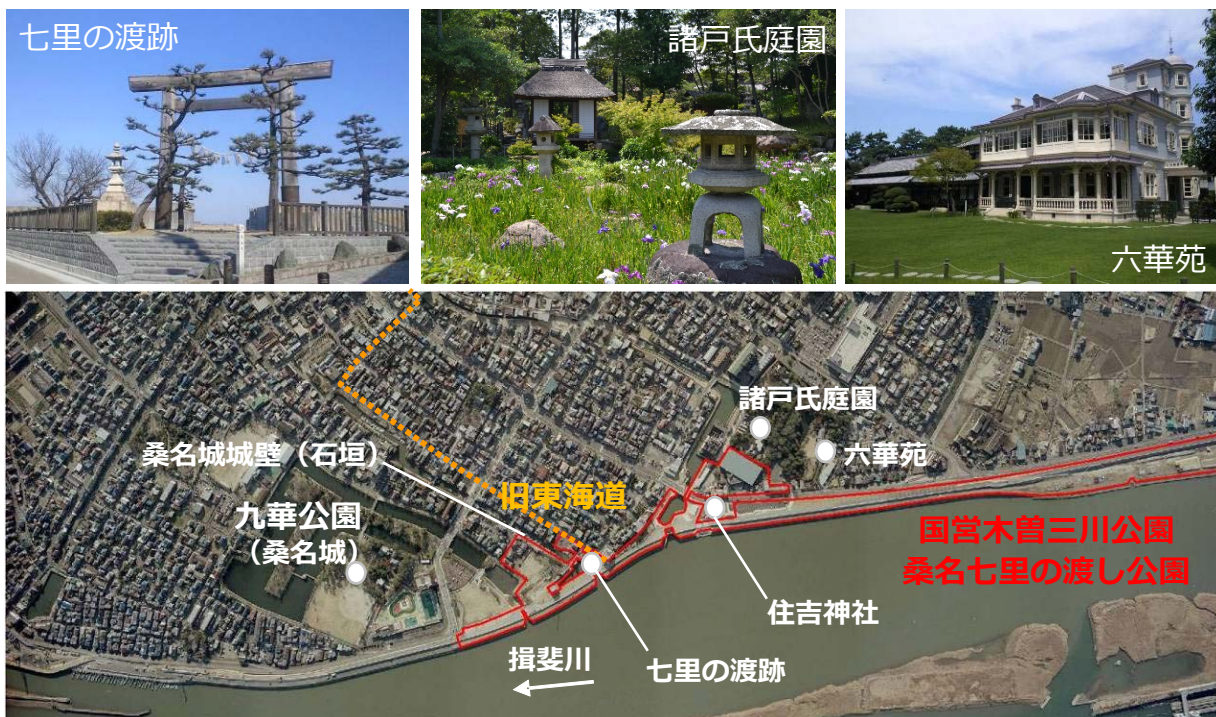 七里の渡跡
諸戸氏庭園
六華苑
諸戸氏庭園
六華苑
桑名城城壁（石垣）
旧東海道
九華公園
（桑名城）
国営木曽三川公園
桑名七里の渡し公園
住吉神社
七里の渡跡
揖斐川